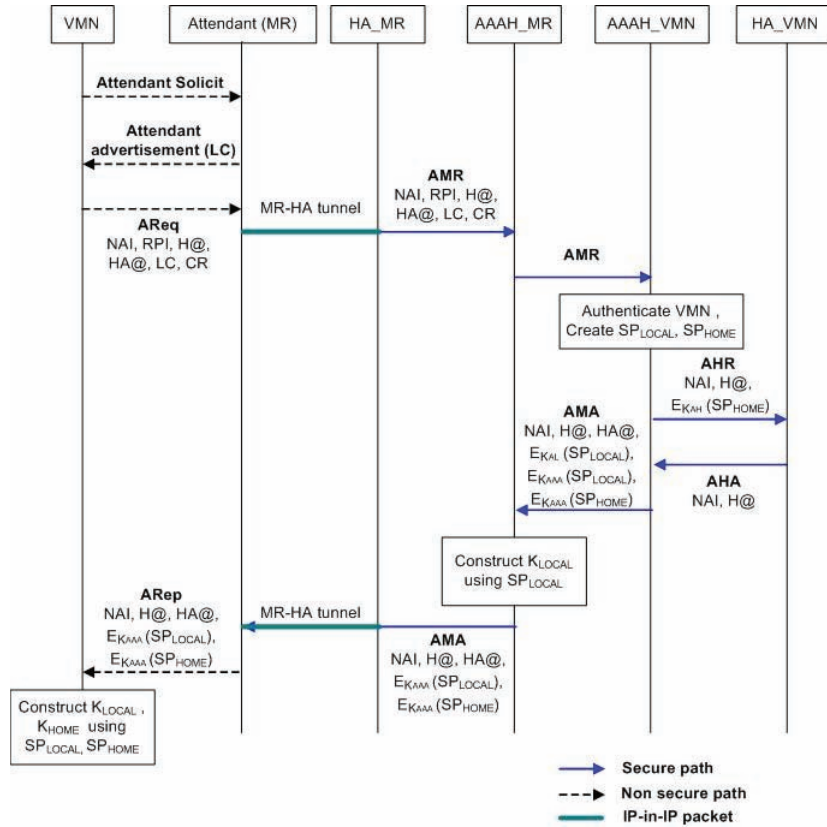 VMN
Attendant (MR)
HA_MR
AAAH_MR
AAAH_VMN
HA_VMN
Attendant Solicit
Attendant
advertisement (LC)
AReq
NAI, RPI, H@,
HA@, LC, CR
MR-HA tunnel
AMR
NAI, RPI, H@,
HA@, LC, CR
AMR
Authenticate VMN ,
Create SPLOCAL, SPHOME
AHR
NAI, H@,
EKAH (SPHOME)
AMA
NAI, H@, HA@,
EKAL (SPLOCAL),
EKAAA (SPLOCAL),
EKAAA (SPHOME)
AHA
NAI, H@
Construct KLOCAL
using SPLOCAL
ARep
NAI, H@, HA@,
EKAAA (SPLOCAL),
EKAAA (SPHOME)
MR-HA tunnel
AMA
NAI, H@, HA@,
EKAAA (SPLOCAL),
EKAAA (SPHOME)
Construct KLOCAL ,
KHOME using
SPLOCAL, SPHOME
Secure path
Non secure path
IP-in-IP packet